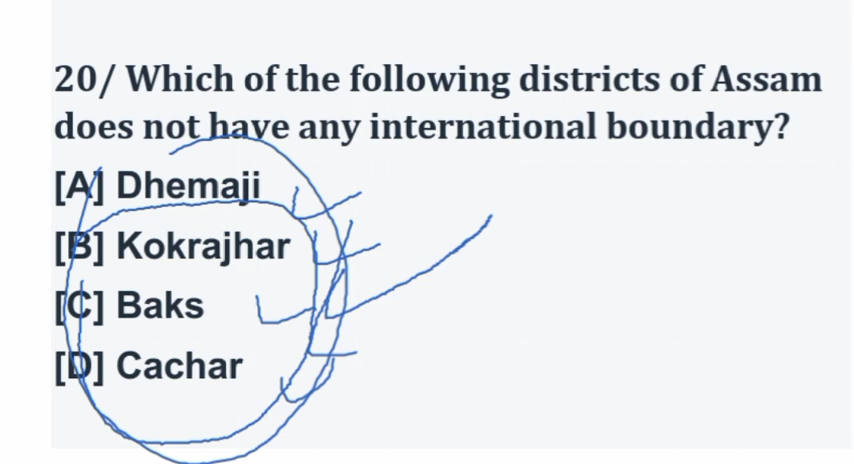 20/ Which of the following districts of Assam
does not have any international boundary?
[A] Dhemaji
[B] Kokrajhar
[C] Baks
[D] Cachar